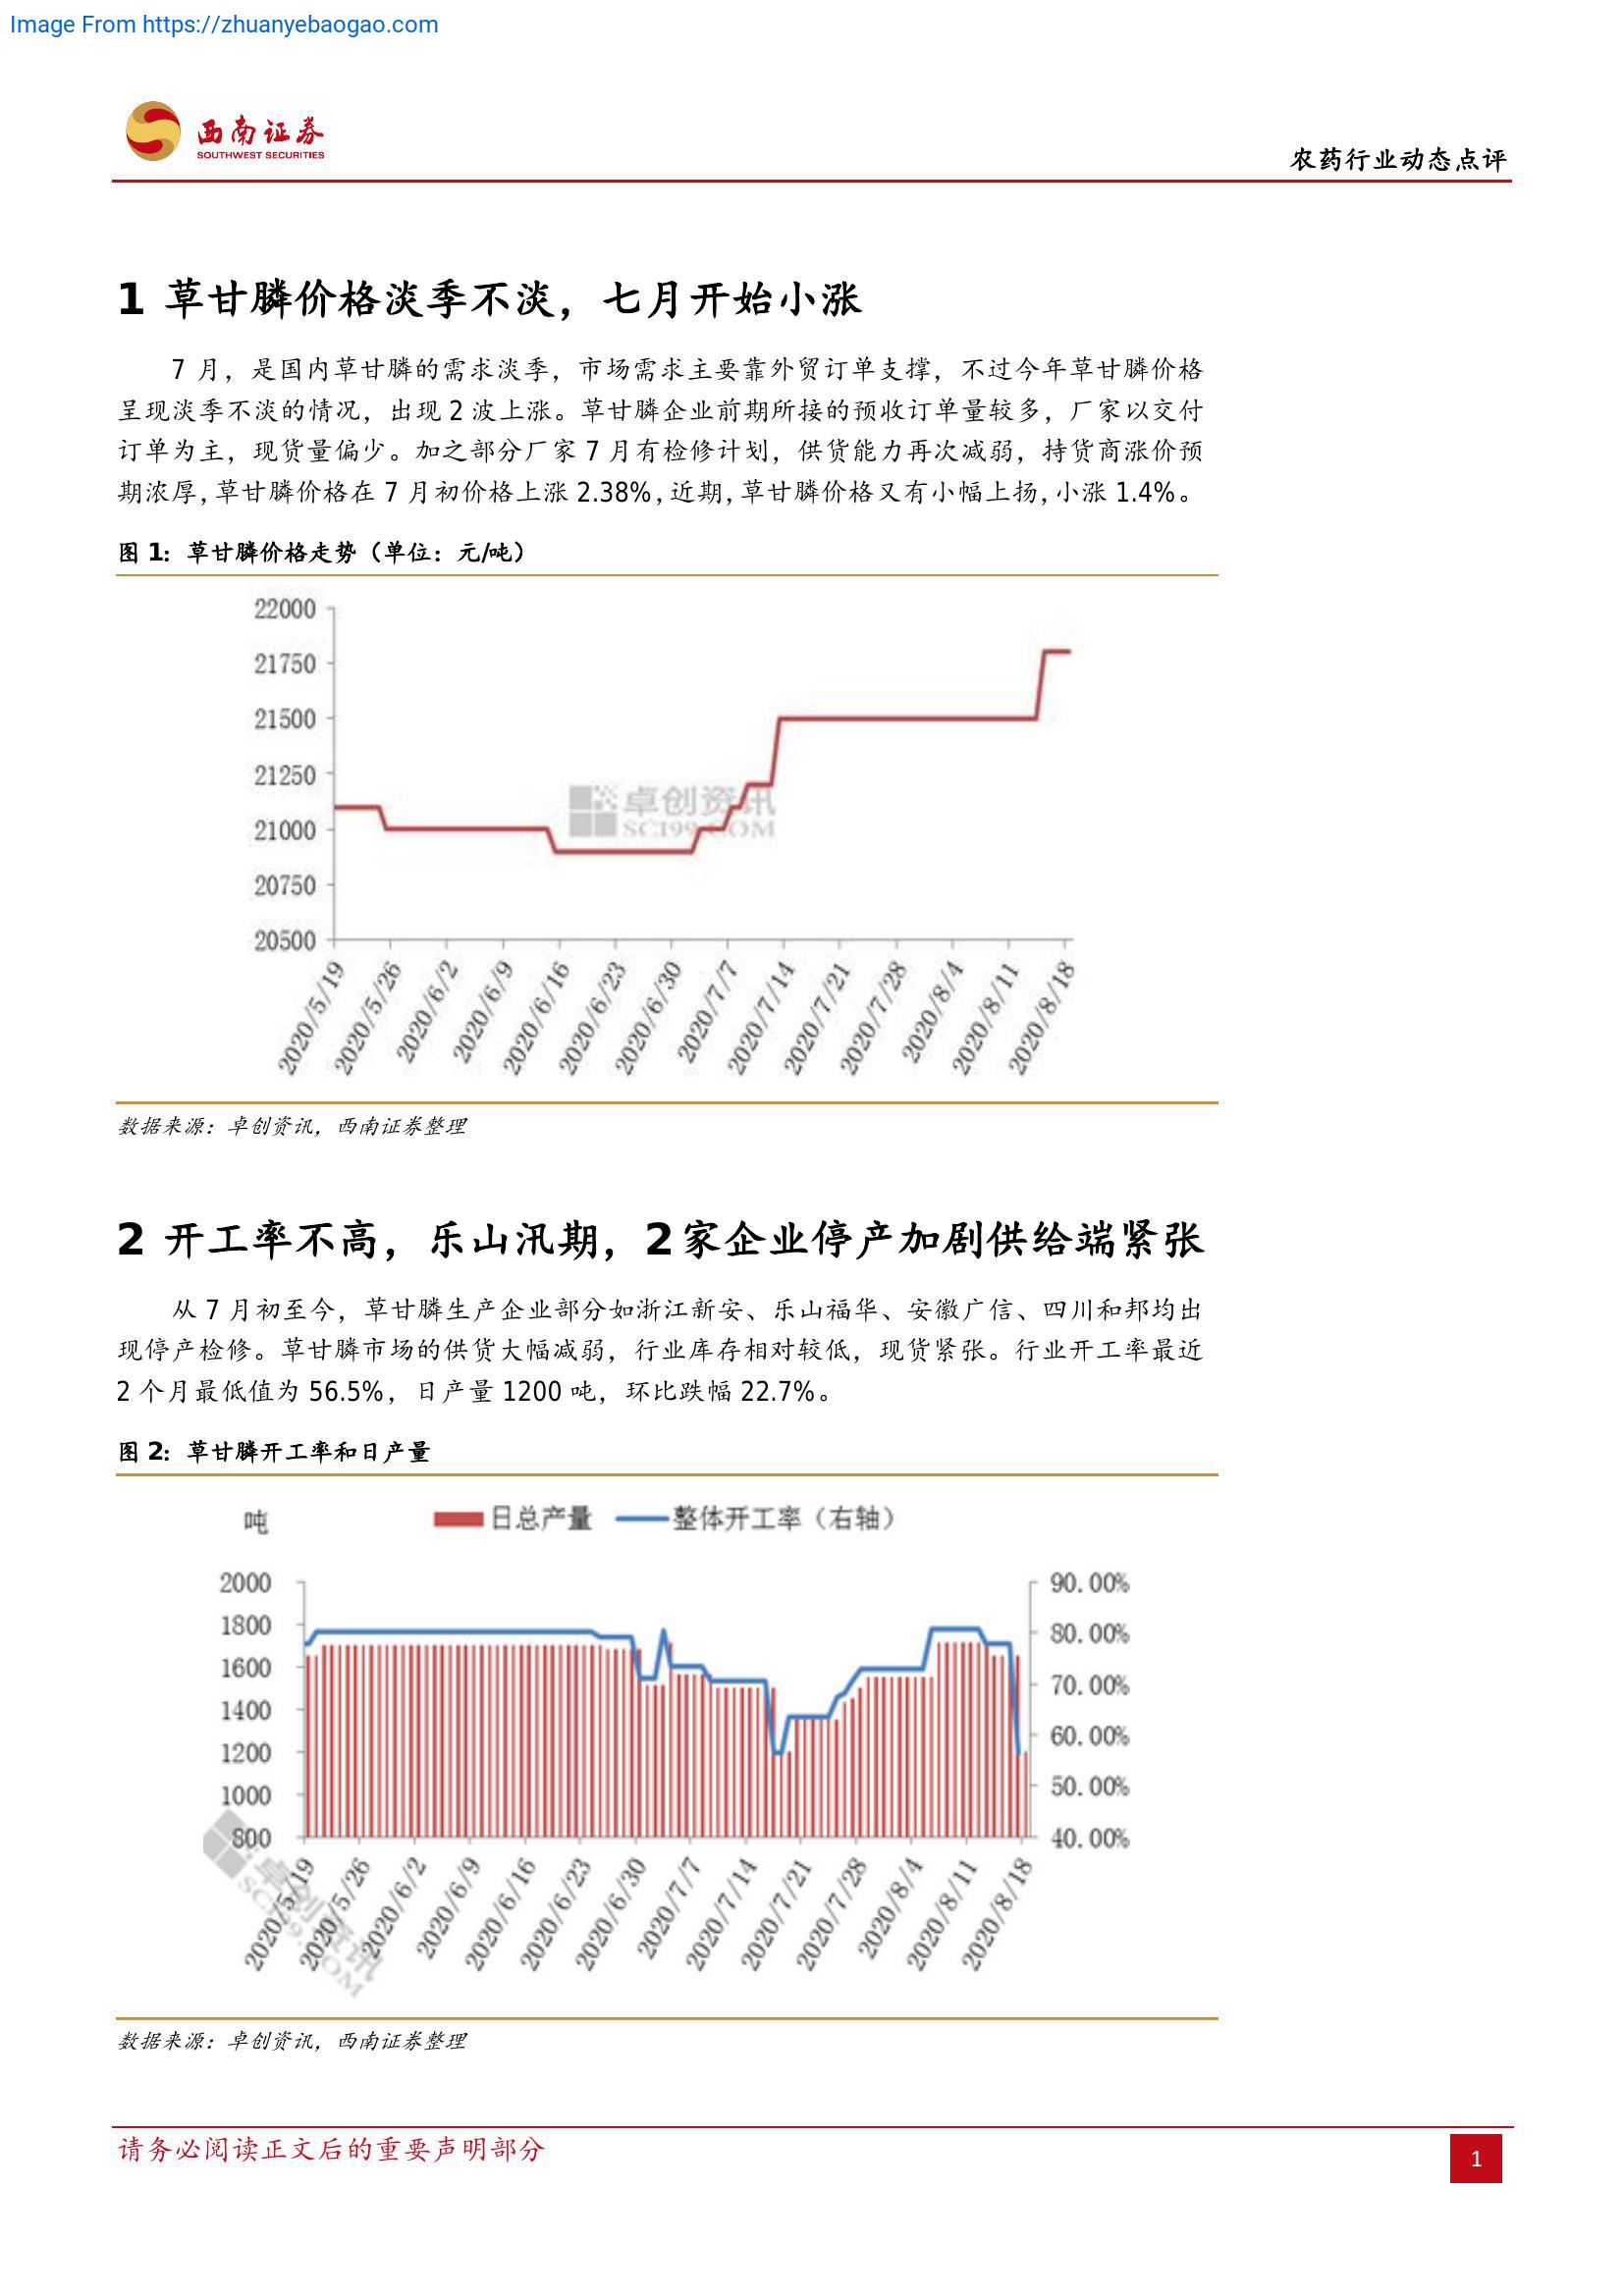 Image From https://zhuanyebaogao.com
西南证券
SOUTHWEST SECURITIES
农药行业动态点评
1 草甘膦价格淡季不淡，七月开始小涨
7 月，是国内草甘膦的需求淡季，市场需求主要靠外贸订单支撑，不过今年草甘膦价格
呈现淡季不淡的情况，出现 2 波上涨。草甘膦企业前期所接的预收订单量较多，厂家以交付
订单为主，现货量偏少。加之部分厂家 7 月有检修计划，供货能力再次减弱，持货商涨价预
期浓厚，草甘膦价格在 7 月初价格上涨 2.38%，近期，草甘膦价格又有小幅上扬，小涨 1.4%。
图 1：草甘膦价格走势（单位：元/吨）
22000
21750
21500
21250
21000
20750
20500
卓创资讯
SCI99.COM
2020/5/19
2020/5/26
2020/6/2
2020/6/9
2020/6/16
2020/6/23
2020/6/30
2020/7/7
2020/7/14
2020/7/21
2020/7/28
2020/8/4
2020/8/11
2020/8/18
数据来源：卓创资讯，西南证券整理
2 开工率不高，乐山汛期，2家企业停产加剧供给端紧张
从 7 月初至今，草甘膦生产企业部分如浙江新安、乐山福华、安徽广信、四川和邦均出
现停产检修。草甘膦市场的供货大幅减弱，行业库存相对较低，现货紧张。行业开工率最近
2 个月最低值为 56.5%，日产量 1200 吨，环比跌幅 22.7%。
图 2：草甘膦开工率和日产量
吨
日总产量 整体开工率（右轴）
2000
1800
1600
1400
1200
1000
800
90.00%
80.00%
70.00%
60.00%
50.00%
40.00%
2020/5/19
2020/5/26
2020/6/2
2020/6/9
2020/6/16
2020/6/23
2020/6/30
2020/7/7
2020/7/14
2020/7/21
2020/7/28
2020/8/4
2020/8/11
2020/8/18
卓创资讯
SCI99.COM
数据来源：卓创资讯，西南证券整理
请务必阅读正文后的重要声明部分
1